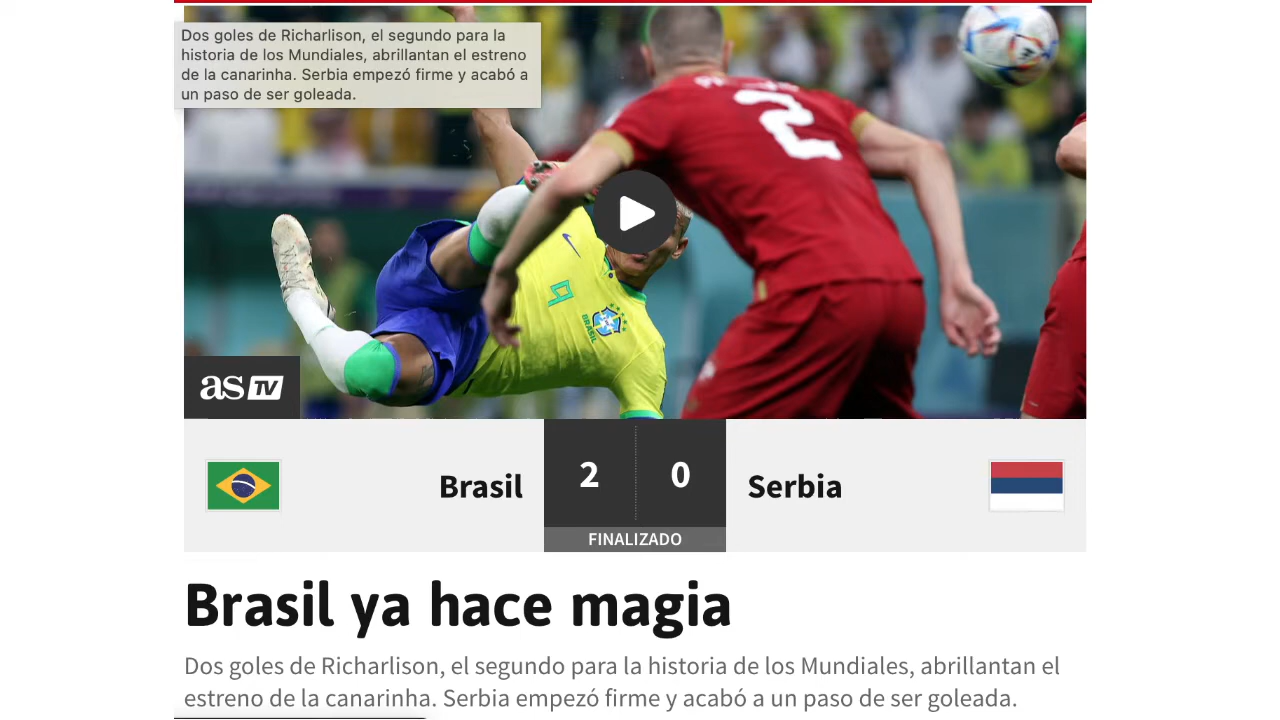 Dos goles de Richarlison, el segundo para la
historia de los Mundiales, abrillantan el estreno
de la canarinha. Serbia empezó firme y acabó a
un paso de ser goleada.
2
9
BRASIL
as TV
Brasil
2
0
Serbia
FINALIZADO
Brasil ya hace magia
Dos goles de Richarlison, el segundo para la historia de los Mundiales, abrillantan el
estreno de la canarinha. Serbia empezó firme y acabó a un paso de ser goleada.